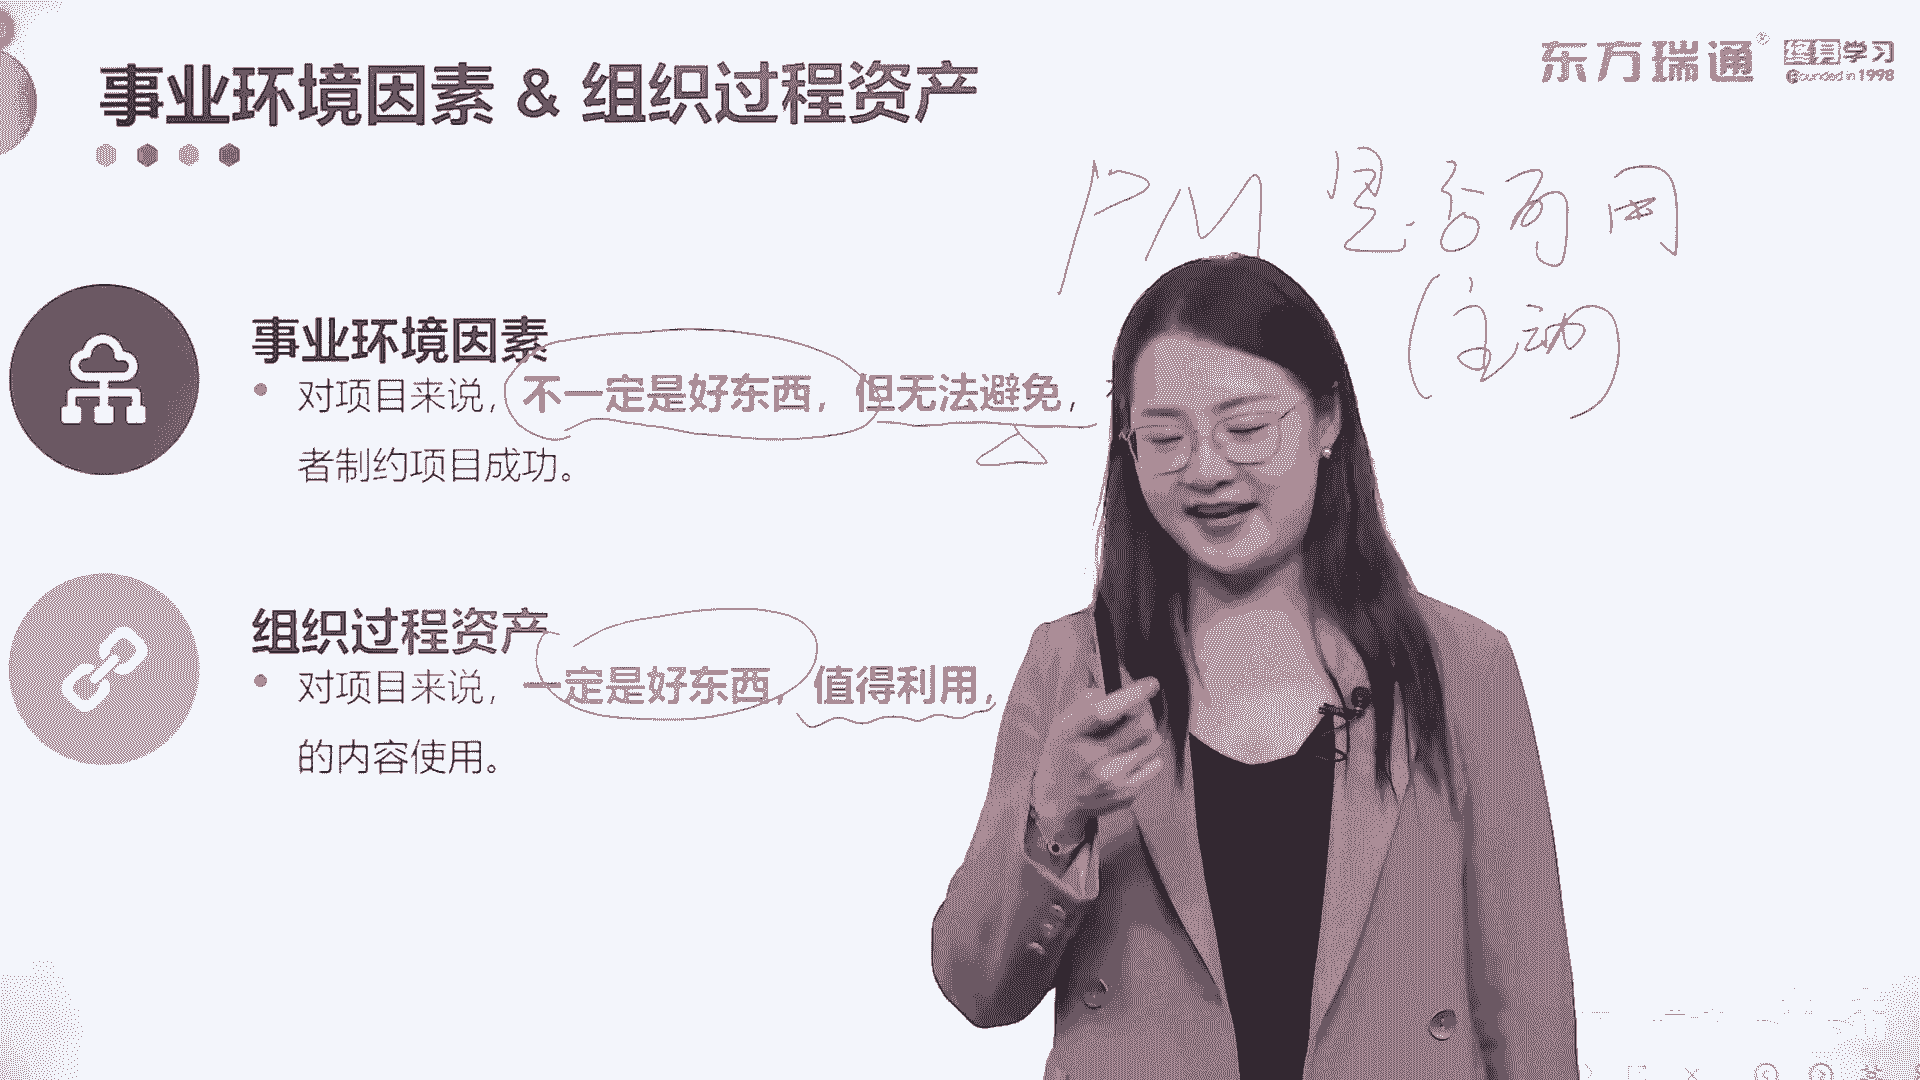 事业环境因素 & 组织过程资产
东方瑞通® 终身学习
Founded in 1998
PM 是否可用
(主动)
事业环境因素
• 对项目来说，不一定是好东西，但无法避免，
者制约项目成功。
组织过程资产
• 对项目来说，一定是好东西，值得利用，
的内容使用。